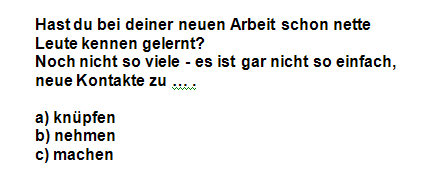 Hast du bei deiner neuen Arbeit schon nette
Leute kennen gelernt?
Noch nicht so viele - es ist gar nicht so einfach,
neue Kontakte zu ... .
a) knüpfen
b) nehmen
c) machen